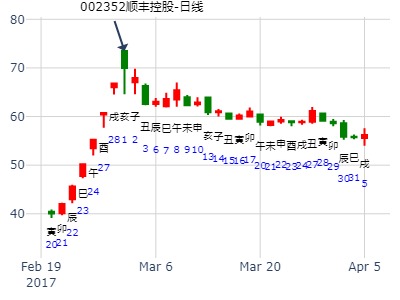 002352顺丰控股-日线
80
70
60
50
40
寅 卯 辰 巳 午 酉 戌 亥 子 丑 辰 巳 午 未 申 亥 子 丑 寅 卯 午 未 申 酉 戌 丑 寅 卯 辰 巳 戌
20 21 22 23 24 27 28 1 2 3 6 7 8 9 10 13 14 15 16 17 20 21 22 23 24 27 28 29 30 31 5
Feb 19 Mar 6 Mar 20 Apr 5
2017